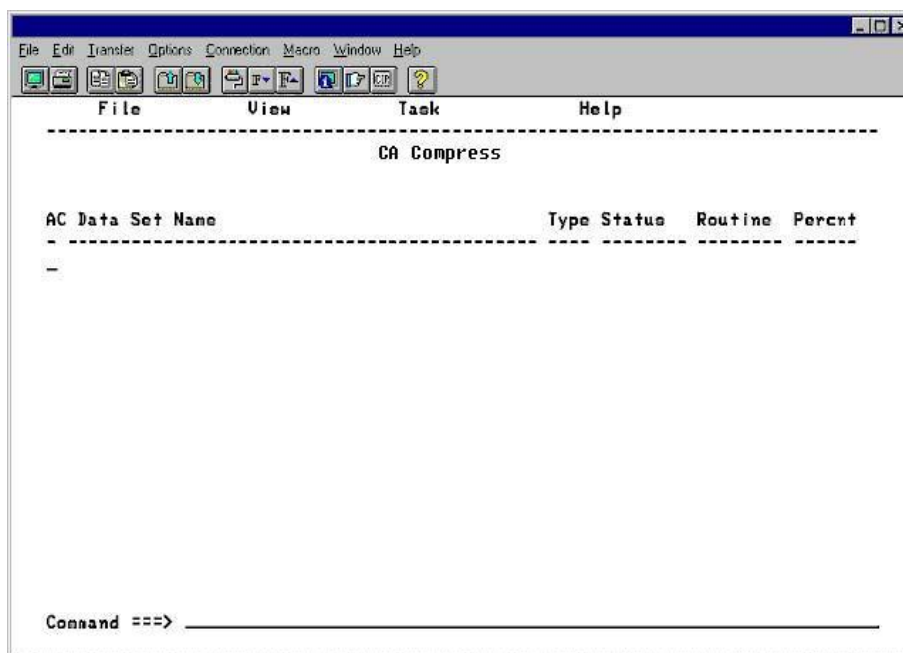 File Edit Transfer Options Connection Macro Window Help
File View Task Help
CA Compress
AC Data Set Name Type Status Routine Percnt
Command ===>